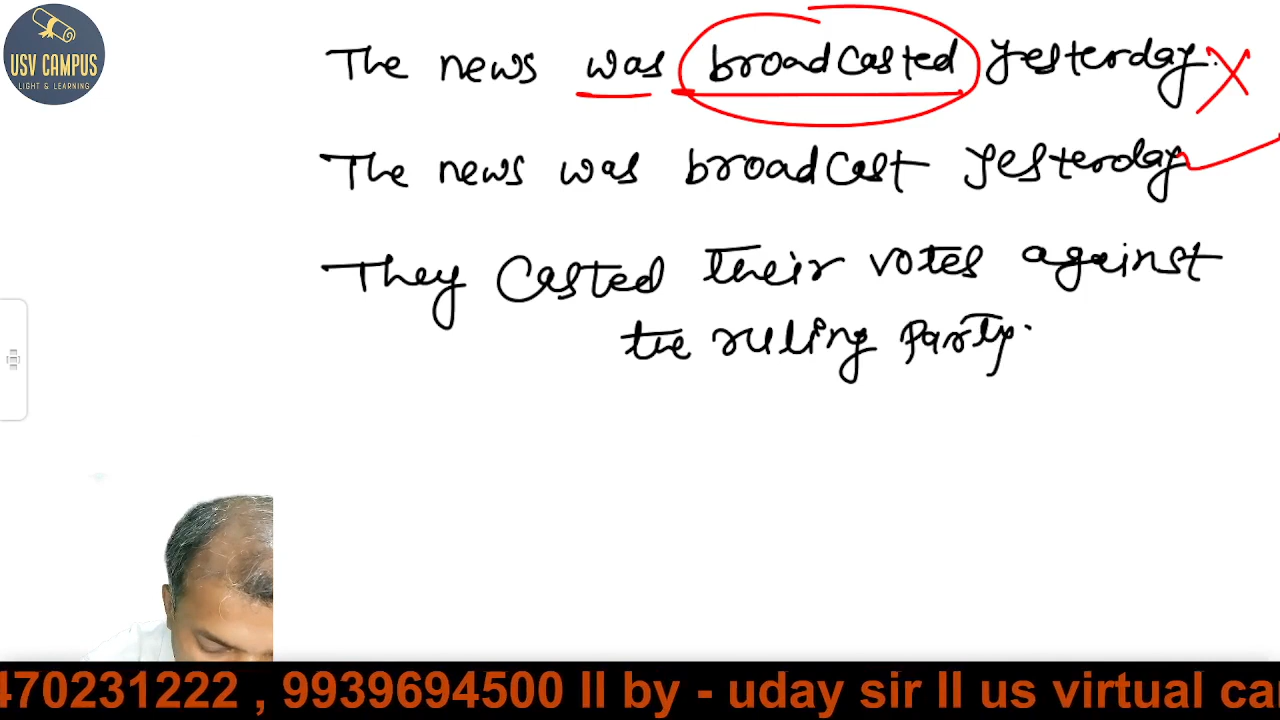 USV CAMPUS
LIGHT & LEARNING
The news was broadcasted yesterday. X
The news was broadcast yesterday
They casted their votes against
the ruling party.
470231222 , 9939694500 ll by - uday sir ll us virtual ca